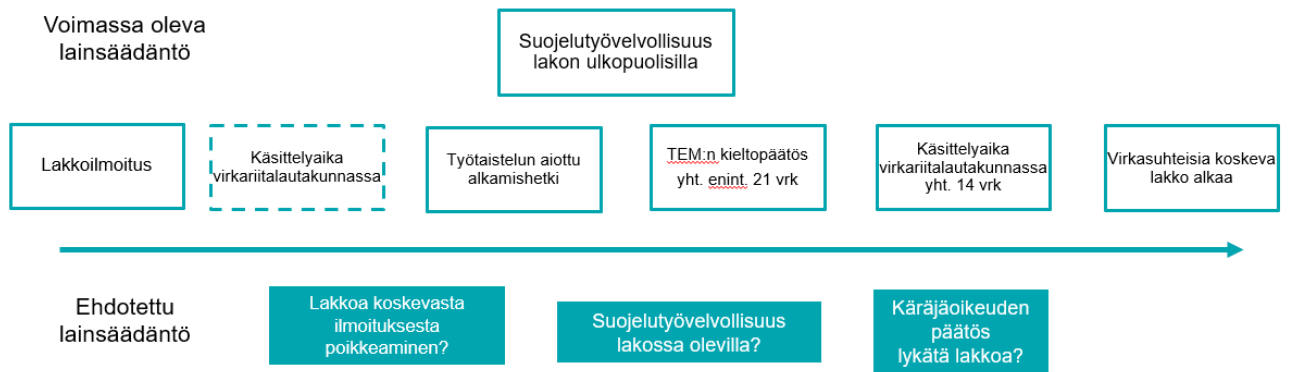 Voimassa oleva
lainsäädäntö
Suojelutyövelvollisuus
lakon ulkopuolisilla
Lakkoilmoitus
Käsittelyaika
virkariitalautakunnassa
Työtaistelun aiottu
alkamishetki
TEM:n kieltopäätös
yht. enint. 21 vrk
Käsittelyaika
virkariitalautakunnassa
yht. 14 vrk
Virkasuhteisia koskeva
lakko alkaa
Ehdotettu
lainsäädäntö
Lakkoa koskevasta
ilmoituksesta
poikkeaminen?
Suojelutyövelvollisuus
lakossa olevilla?
Käräjäoikeuden
päätös
lykätä lakkoa?